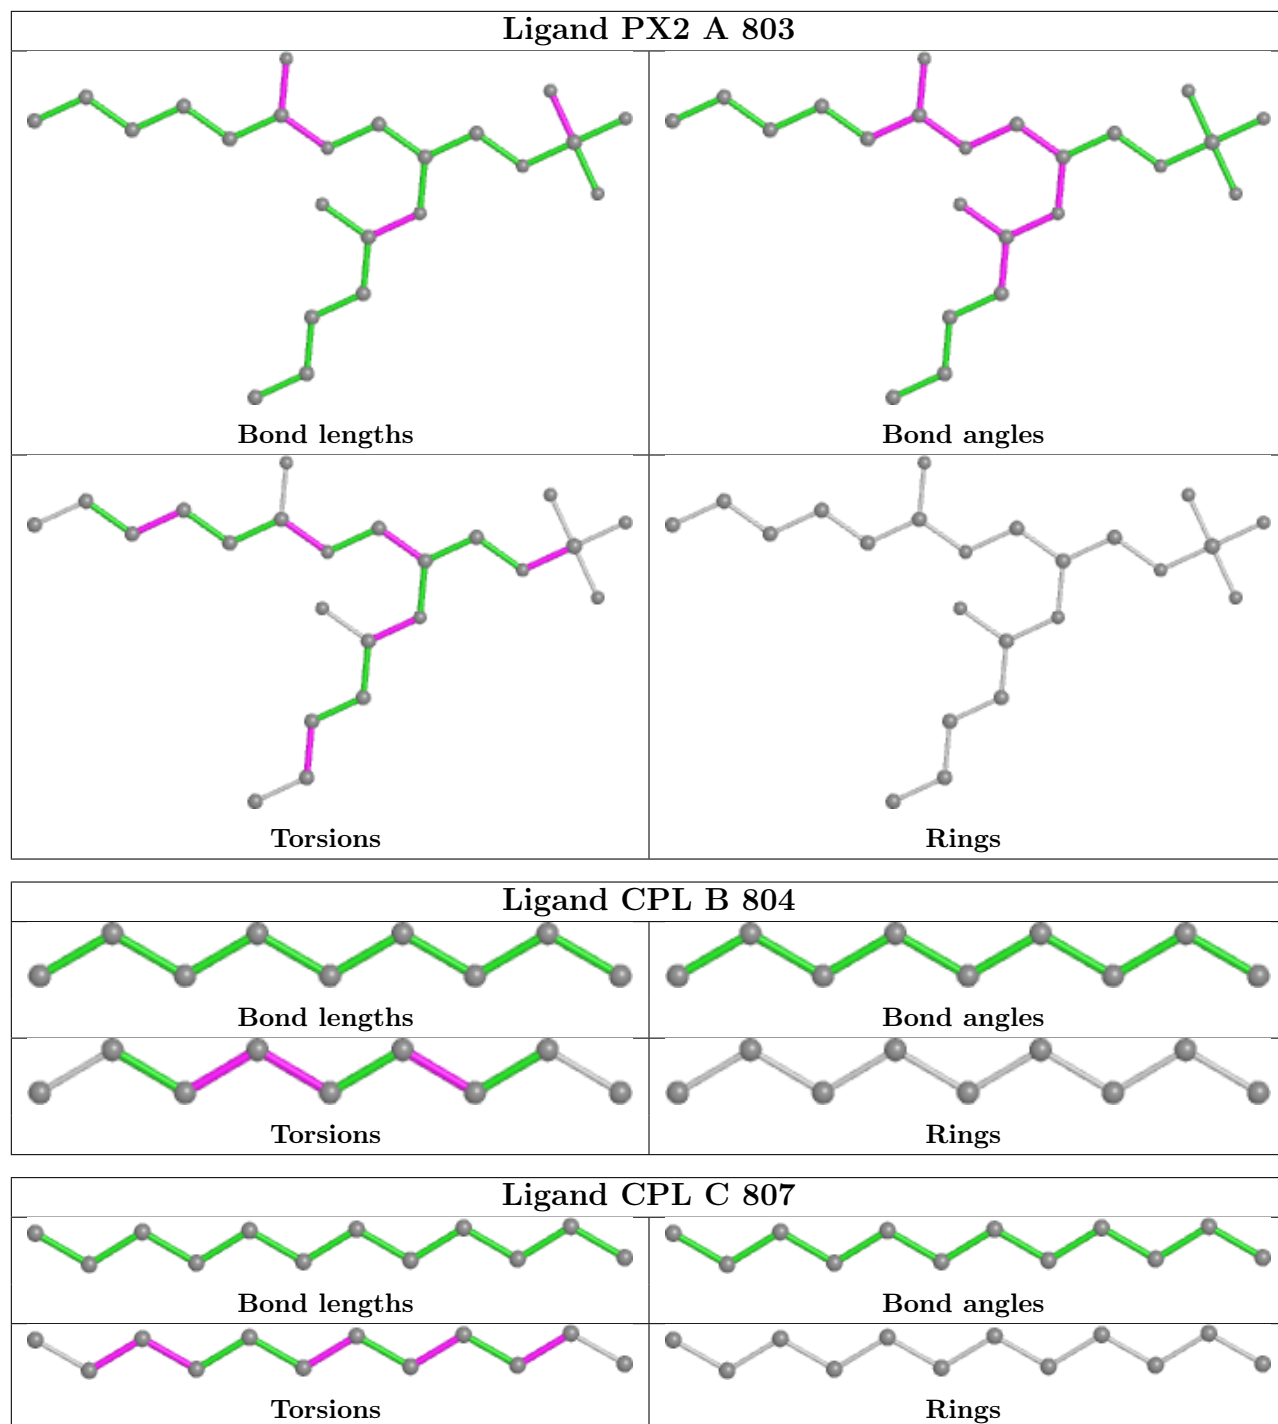 Ligand PX2 A 803
Bond lengths
Bond angles
Torsions
Rings
Ligand CPL B 804
Bond lengths
Bond angles
Torsions
Rings
Ligand CPL C 807
Bond lengths
Bond angles
Torsions
Rings